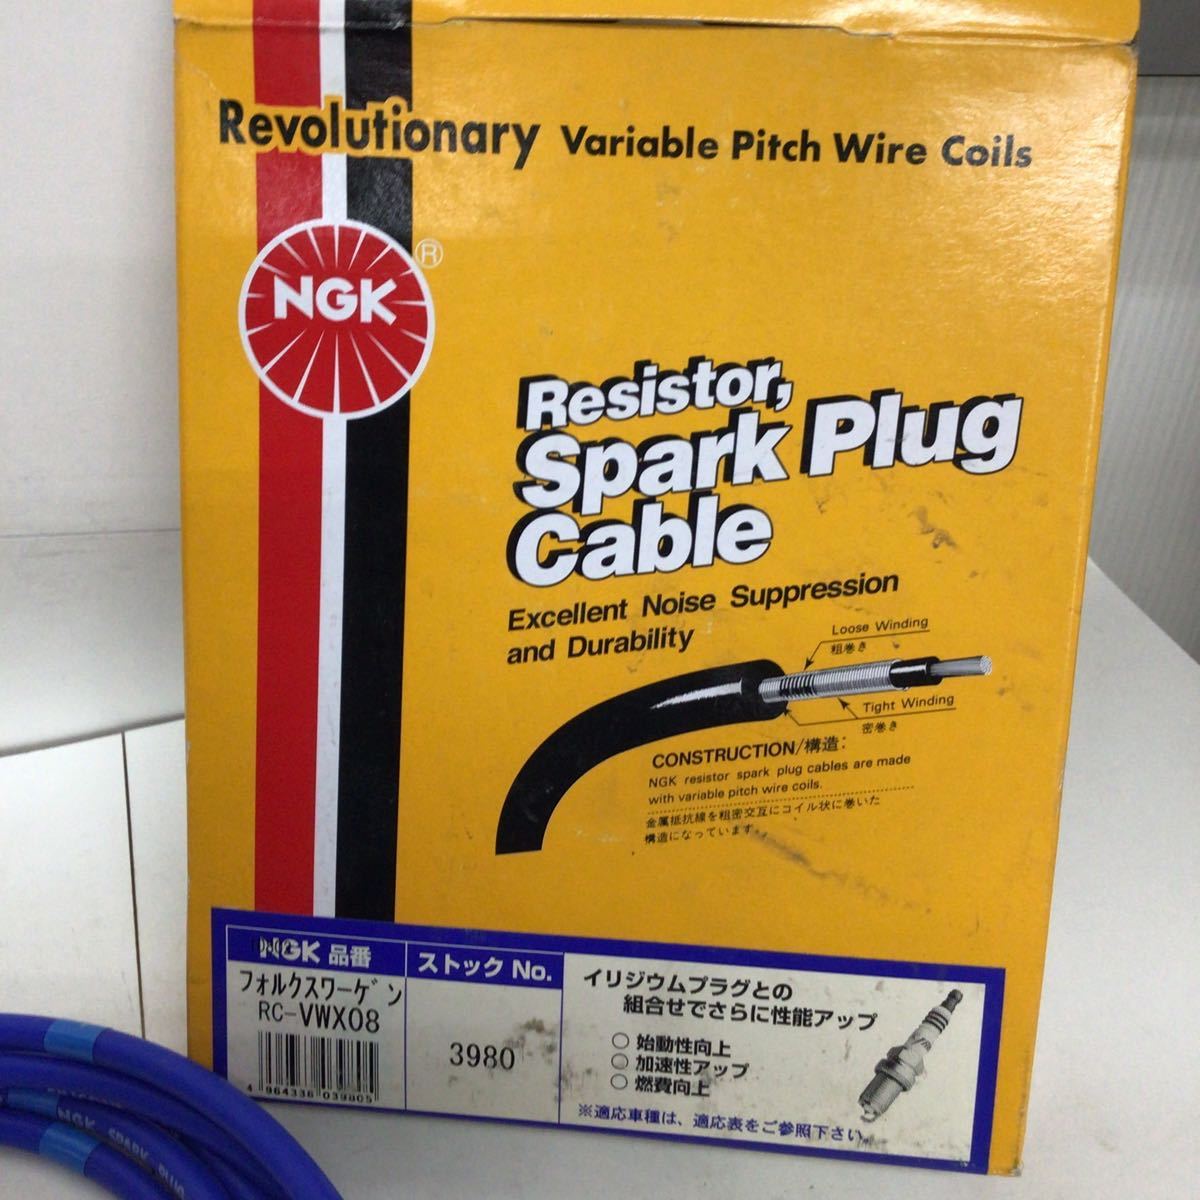 Revolutionary Variable Pitch Wire Coils
NGK
®
Resistor,
Spark Plug
Cable
Excellent Noise Suppression
and Durability
Loose Winding
粗巻き
Tight Winding
密巻き
CONSTRUCTION/構造:
NGK resistor spark plug cables are made
with variable pitch wire coils.
金属抵抗線を粗密交互にコイル状に巻いた
構造になっています。
NGK 品番
フォルクスワーゲン
RC-VWX08
4 964336 039805
ストック No.
3980
イリジウムプラグとの
組合せでさらに性能アップ
○ 始動性向上
○ 加速性アップ
○ 燃費向上
※適応車種は、適応表をご参照下さい。
NGK SPARK PLUG